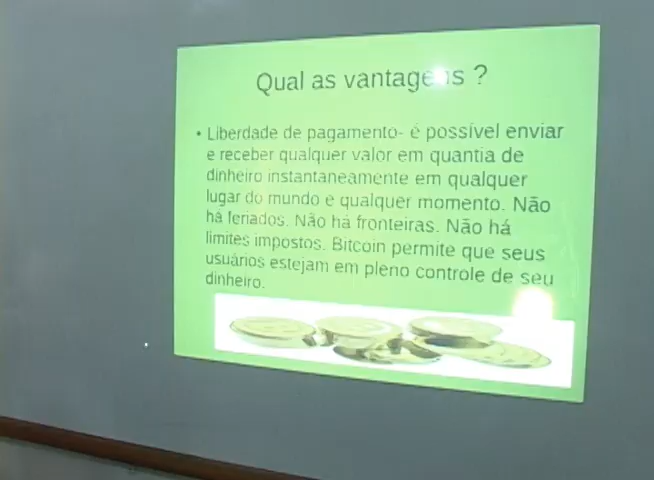 Qual as vantagens ?
• Liberdade de pagamento- é possível enviar
e receber qualquer valor em quantia de
dinheiro instantaneamente em qualquer
lugar do mundo e qualquer momento. Não
há feriados. Não há fronteiras. Não há
limites impostos. Bitcoin permite que seus
usuários estejam em pleno controle de seu
dinheiro.